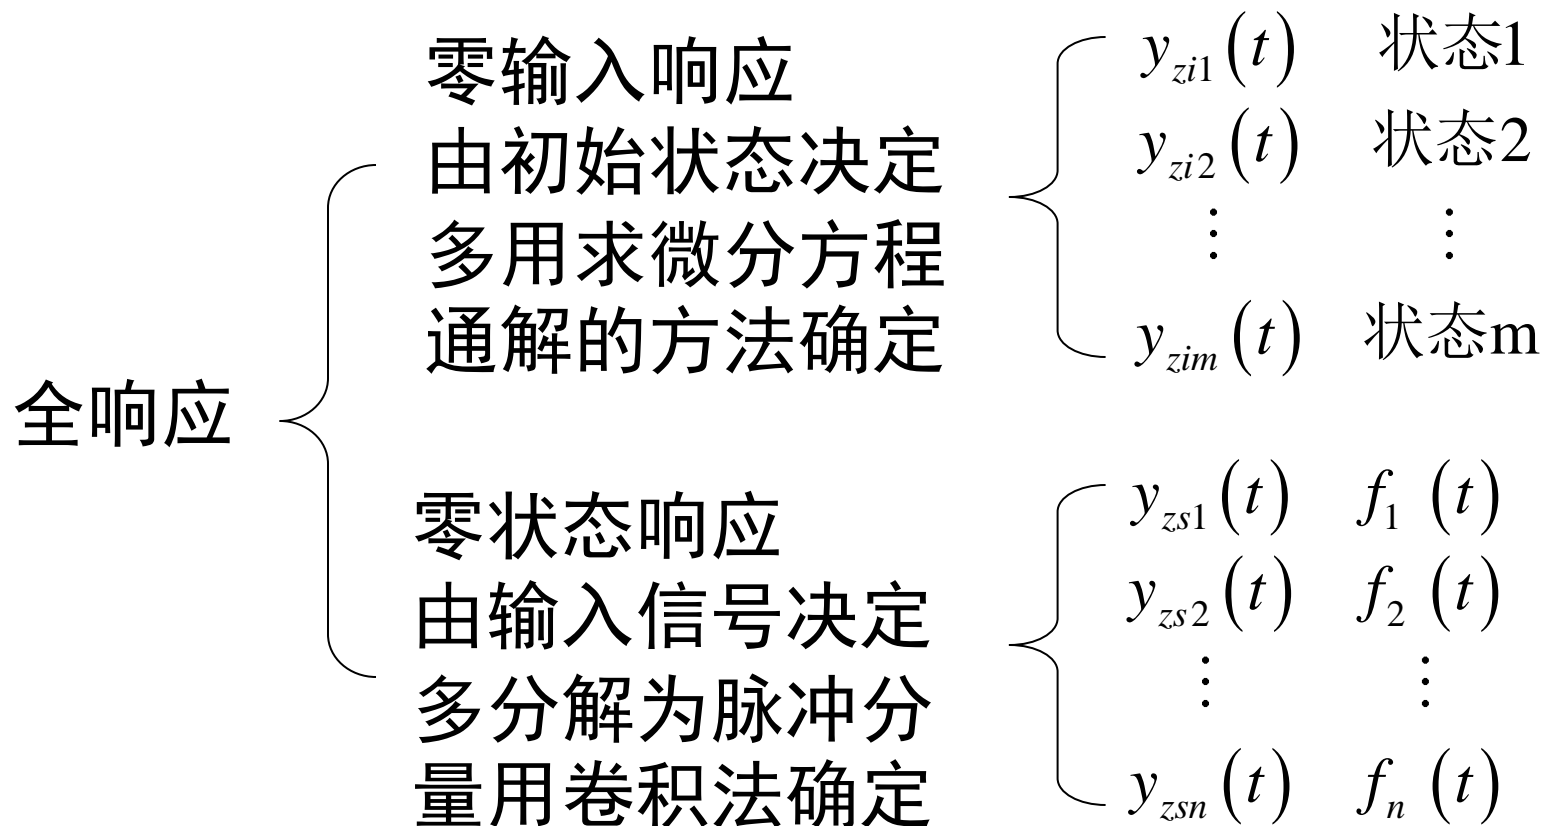 全响应
零输入响应
由初始状态决定
多用求微分方程
通解的方法确定
y_{zi1}(t) 状态1
y_{zi2}(t) 状态2
⋮ ⋮
y_{zim}(t) 状态m
零状态响应
由输入信号决定
多分解为脉冲分
量用卷积法确定
y_{zs1}(t) f_1(t)
y_{zs2}(t) f_2(t)
⋮ ⋮
y_{zsn}(t) f_n(t)